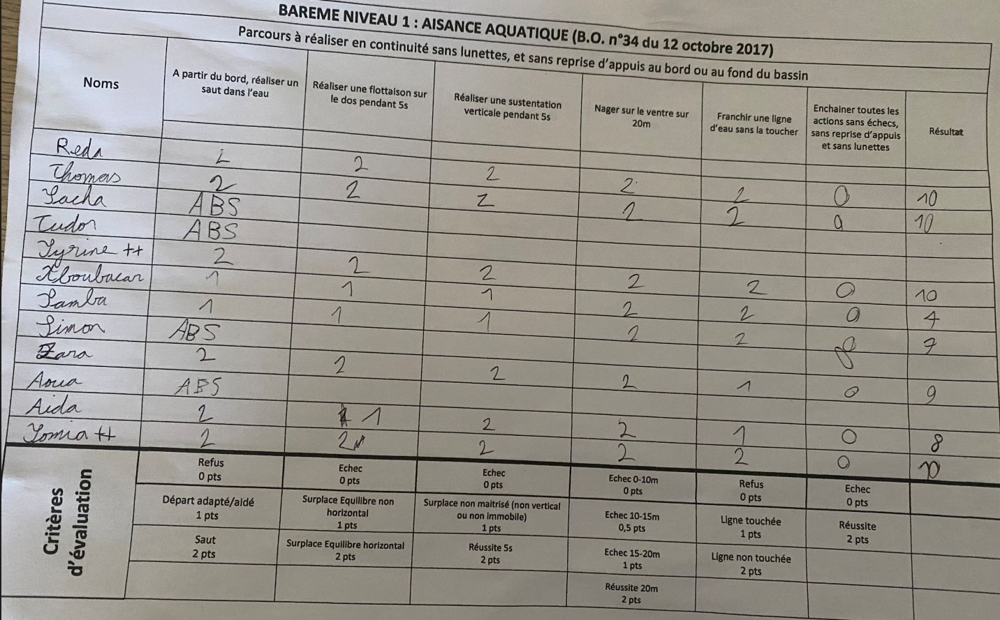 BAREME NIVEAU 1 : AISANCE AQUATIQUE (B.O. n°34 du 12 octobre 2017)
Parcours à réaliser en continuité sans lunettes, et sans reprise d'appuis au bord ou au fond du bassin
Noms
A partir du bord, réaliser un
saut dans l'eau
Réaliser une flottaison sur
le dos pendant 5s
Réaliser une sustentation
verticale pendant 5s
Nager sur le ventre sur
20m
Franchir une ligne
d'eau sans la toucher
Enchainer toutes les
actions sans échecs,
sans reprise d'appuis
et sans lunettes
Résultat
Reda 2 2 2 2 2 0 10
Thomas 2 2 2 2 2 0 10
Sacha ABS
Tudor ABS
Syrine ++ 2 2 2 2 2 0 10
Aboubacar 1 1 1 2 2 0 7
Samba 1 1 1 2 2 0 7
Simon ABS
Zara 2 2 2 2 1 0 9
Aoua ABS
Aida 2 1 2 2 1 0 8
Somia ++ 2 2 2 2 2 0 10
Critères
d'évaluation
Refus
0 pts
Echec
0 pts
Echec
0 pts
Echec 0-10m
0 pts
Refus
0 pts
Echec
0 pts
Départ adapté/aidé
1 pts
Surplace Equilibre non
horizontal
1 pts
Surplace non maitrisé (non vertical
ou non immobile)
1 pts
Echec 10-15m
0,5 pts
Ligne touchée
1 pts
Réussite
2 pts
Saut
2 pts
Surplace Equilibre horizontal
2 pts
Réussite 5s
2 pts
Echec 15-20m
1 pts
Ligne non touchée
2 pts
Réussite 20m
2 pts